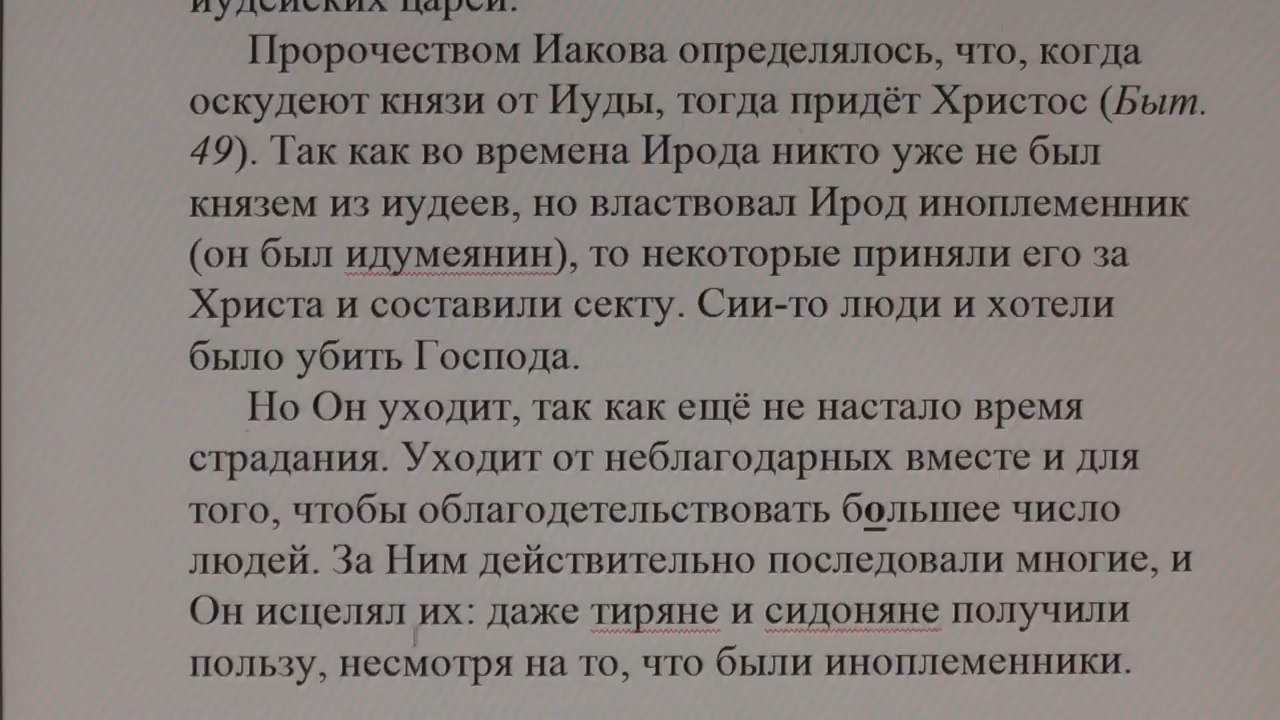 иудейских царей.
Пророчеством Иакова определялось, что, когда
оскудеют князи от Иуды, тогда придёт Христос (Быт.
49). Так как во времена Ирода никто уже не был
князем из иудеев, но властвовал Ирод иноплеменник
(он был идумеянин), то некоторые приняли его за
Христа и составили секту. Сии-то люди и хотели
было убить Господа.
Но Он уходит, так как ещё не настало время
страдания. Уходит от неблагодарных вместе и для
того, чтобы облагодетельствовать большее число
людей. За Ним действительно последовали многие, и
Он исцелял их: даже тиряне и сидоняне получили
пользу, несмотря на то, что были иноплеменники.